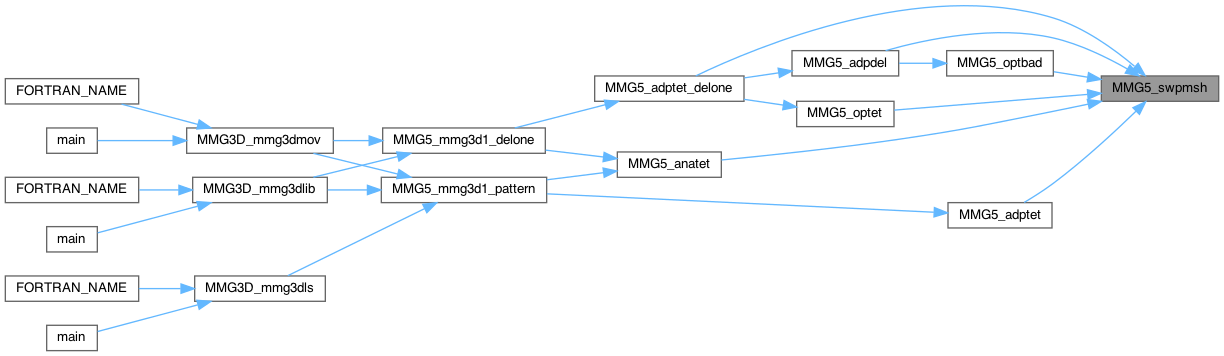 MMG5_adpdel
MMG5_optbad
MMG5_adptet_delone
MMG5_swpmsh
FORTRAN_NAME
MMG5_optet
main
MMG3D_mmg3dmov
MMG5_mmg3d1_delone
MMG5_anatet
FORTRAN_NAME
MMG3D_mmg3dlib
MMG5_mmg3d1_pattern
MMG5_adptet
main
FORTRAN_NAME
MMG3D_mmg3dls
main